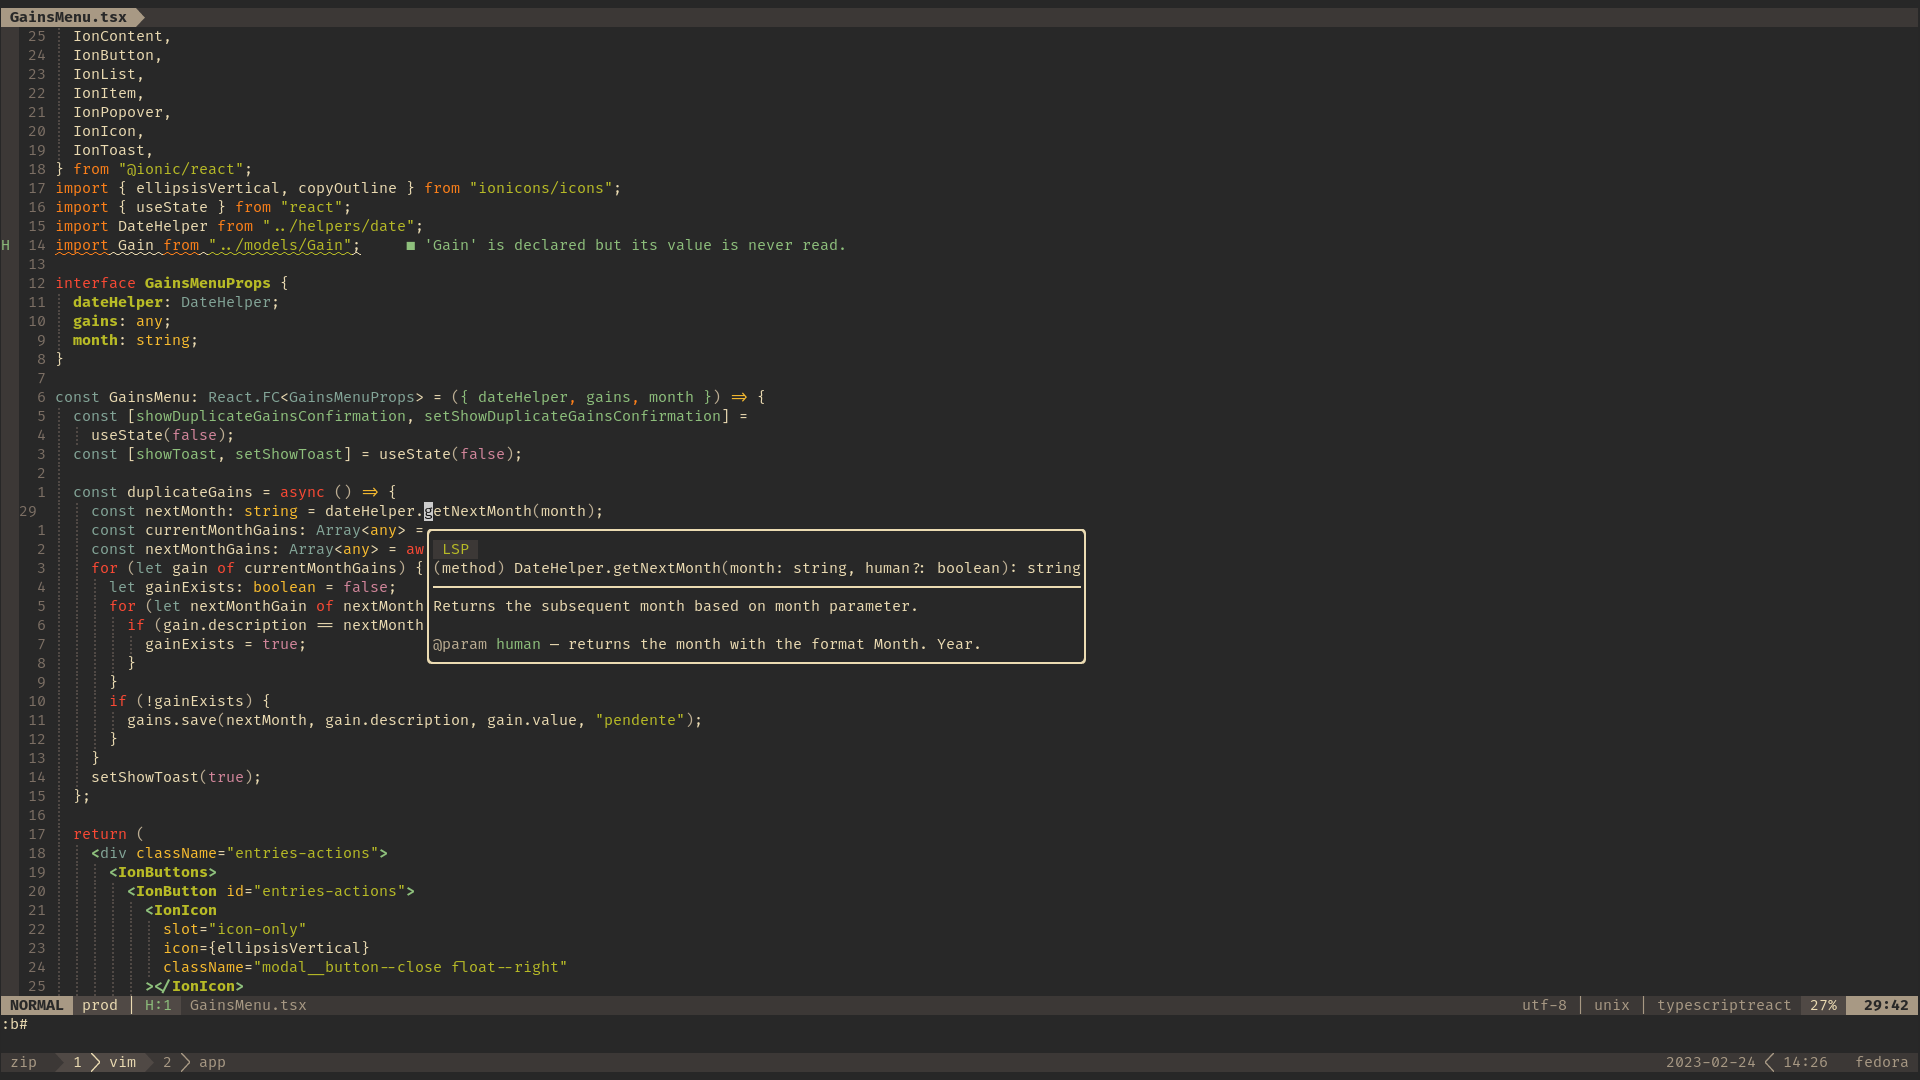 GainsMenu.tsx
25 IonContent,
24 IonButton,
23 IonList,
22 IonItem,
21 IonPopover,
20 IonIcon,
19 IonToast,
18 } from "@ionic/react";
17 import { ellipsisVertical, copyOutline } from "ionicons/icons";
16 import { useState } from "react";
15 import DateHelper from "../helpers/date";
H 14 import Gain from "../models/Gain"; ■ 'Gain' is declared but its value is never read.
13
12 interface GainsMenuProps {
11 dateHelper: DateHelper;
10 gains: any;
9 month: string;
8 }
7
6 const GainsMenu: React.FC<GainsMenuProps> = ({ dateHelper, gains, month }) => {
5 const [showDuplicateGainsConfirmation, setShowDuplicateGainsConfirmation] =
4 useState(false);
3 const [showToast, setShowToast] = useState(false);
2
1 const duplicateGains = async () => {
29 const nextMonth: string = dateHelper.getNextMonth(month);
1 const currentMonthGains: Array<any> =
2 const nextMonthGains: Array<any> = aw
3 for (let gain of currentMonthGains) {
4 let gainExists: boolean = false;
5 for (let nextMonthGain of nextMonth
6 if (gain.description == nextMonth
7 gainExists = true;
8 }
9 }
10 if (!gainExists) {
11 gains.save(nextMonth, gain.description, gain.value, "pendente");
12 }
13 }
14 setShowToast(true);
15 };
16
17 return (
18 <div className="entries-actions">
19 <IonButtons>
20 <IonButton id="entries-actions">
21 <IonIcon
22 slot="icon-only"
23 icon={ellipsisVertical}
24 className="modal__button--close float--right"
25 ></IonIcon>
LSP
(method) DateHelper.getNextMonth(month: string, human?: boolean): string
Returns the subsequent month based on month parameter.
@param human — returns the month with the format Month. Year.
NORMAL prod H:1 GainsMenu.tsx utf-8 unix typescriptreact 27% 29:42
:b#
zip 1 vim 2 app 2023-02-24 14:26 fedora